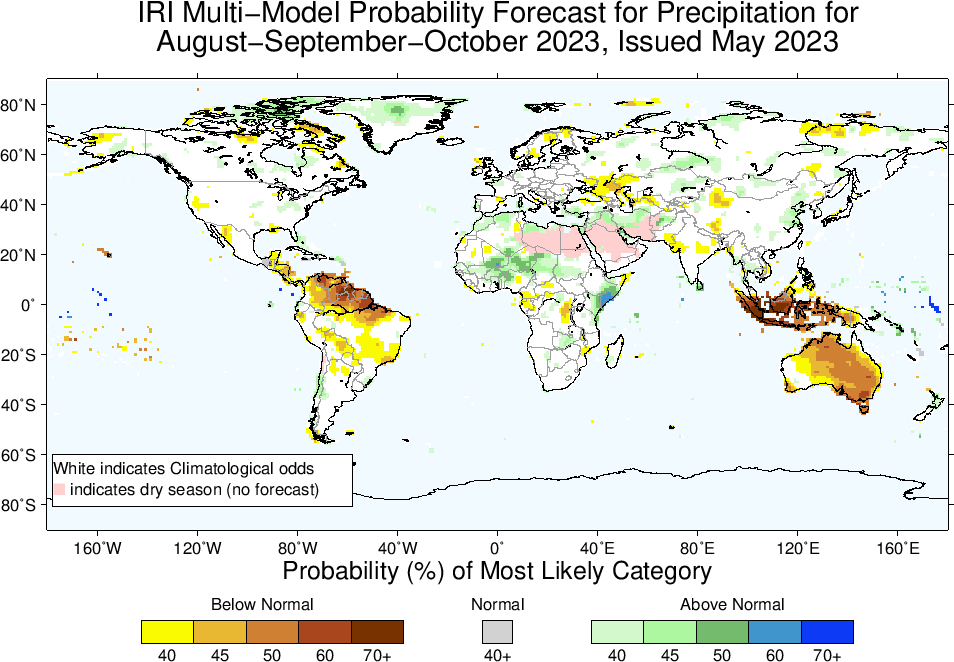 IRI Multi−Model Probability Forecast for Precipitation for
August−September−October 2023, Issued May 2023
80˚N
60˚N
40˚N
20˚N
0˚
20˚S
40˚S
60˚S
80˚S
White indicates Climatological odds
indicates dry season (no forecast)
160˚W 120˚W 80˚W 40˚W 0˚ 40˚E 80˚E 120˚E 160˚E
Probability (%) of Most Likely Category
Below Normal Normal Above Normal
40 45 50 60 70+ 40+ 40 45 50 60 70+